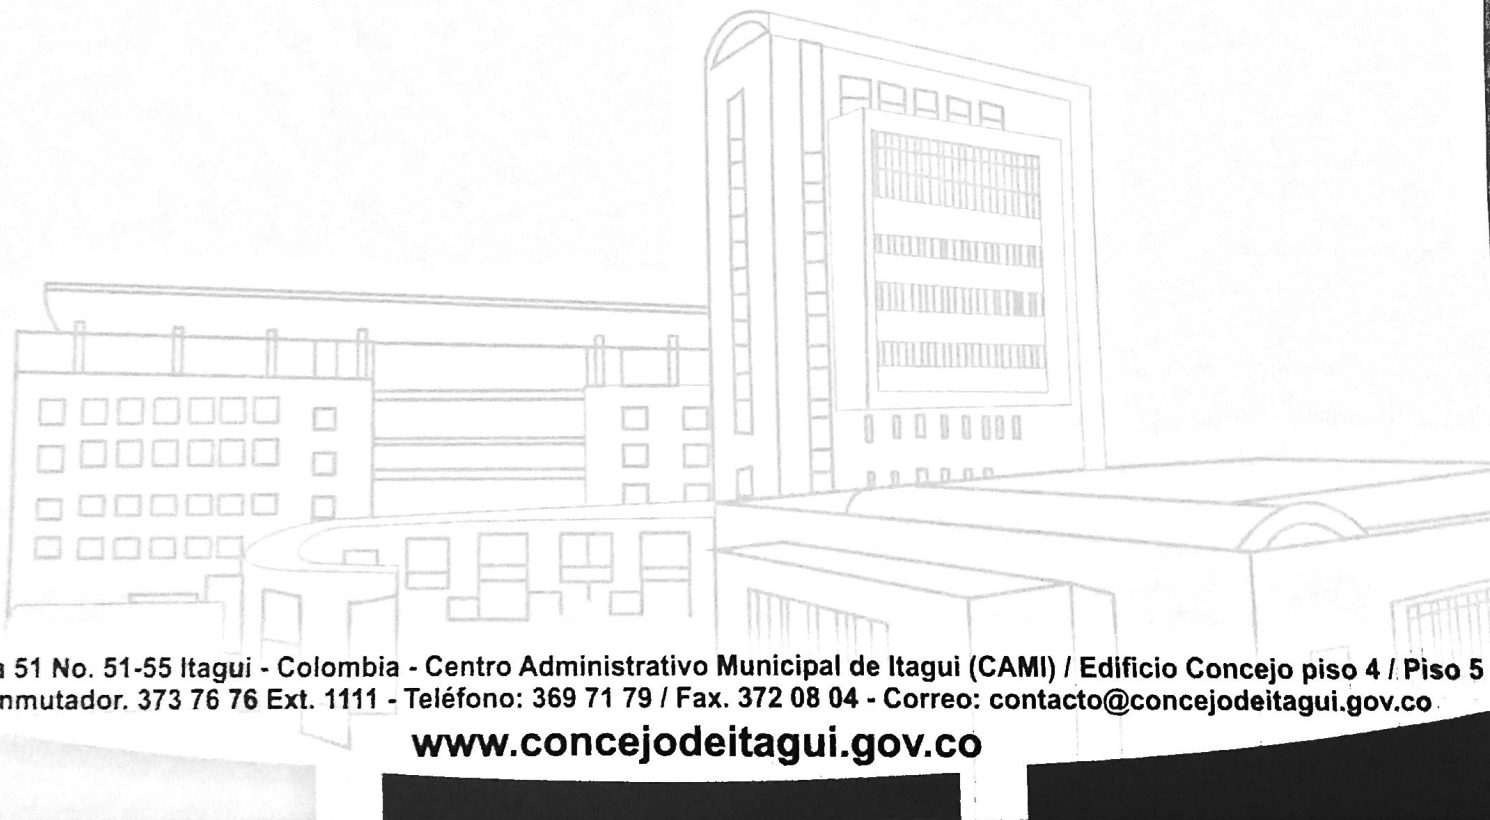 a 51 No. 51-55 Itagui - Colombia - Centro Administrativo Municipal de Itagui (CAMI) / Edificio Concejo piso 4 / Piso 5
nmutador. 373 76 76 Ext. 1111 - Teléfono: 369 71 79 / Fax. 372 08 04 - Correo: contacto@concejodeitagui.gov.co
www.concejodeitagui.gov.co